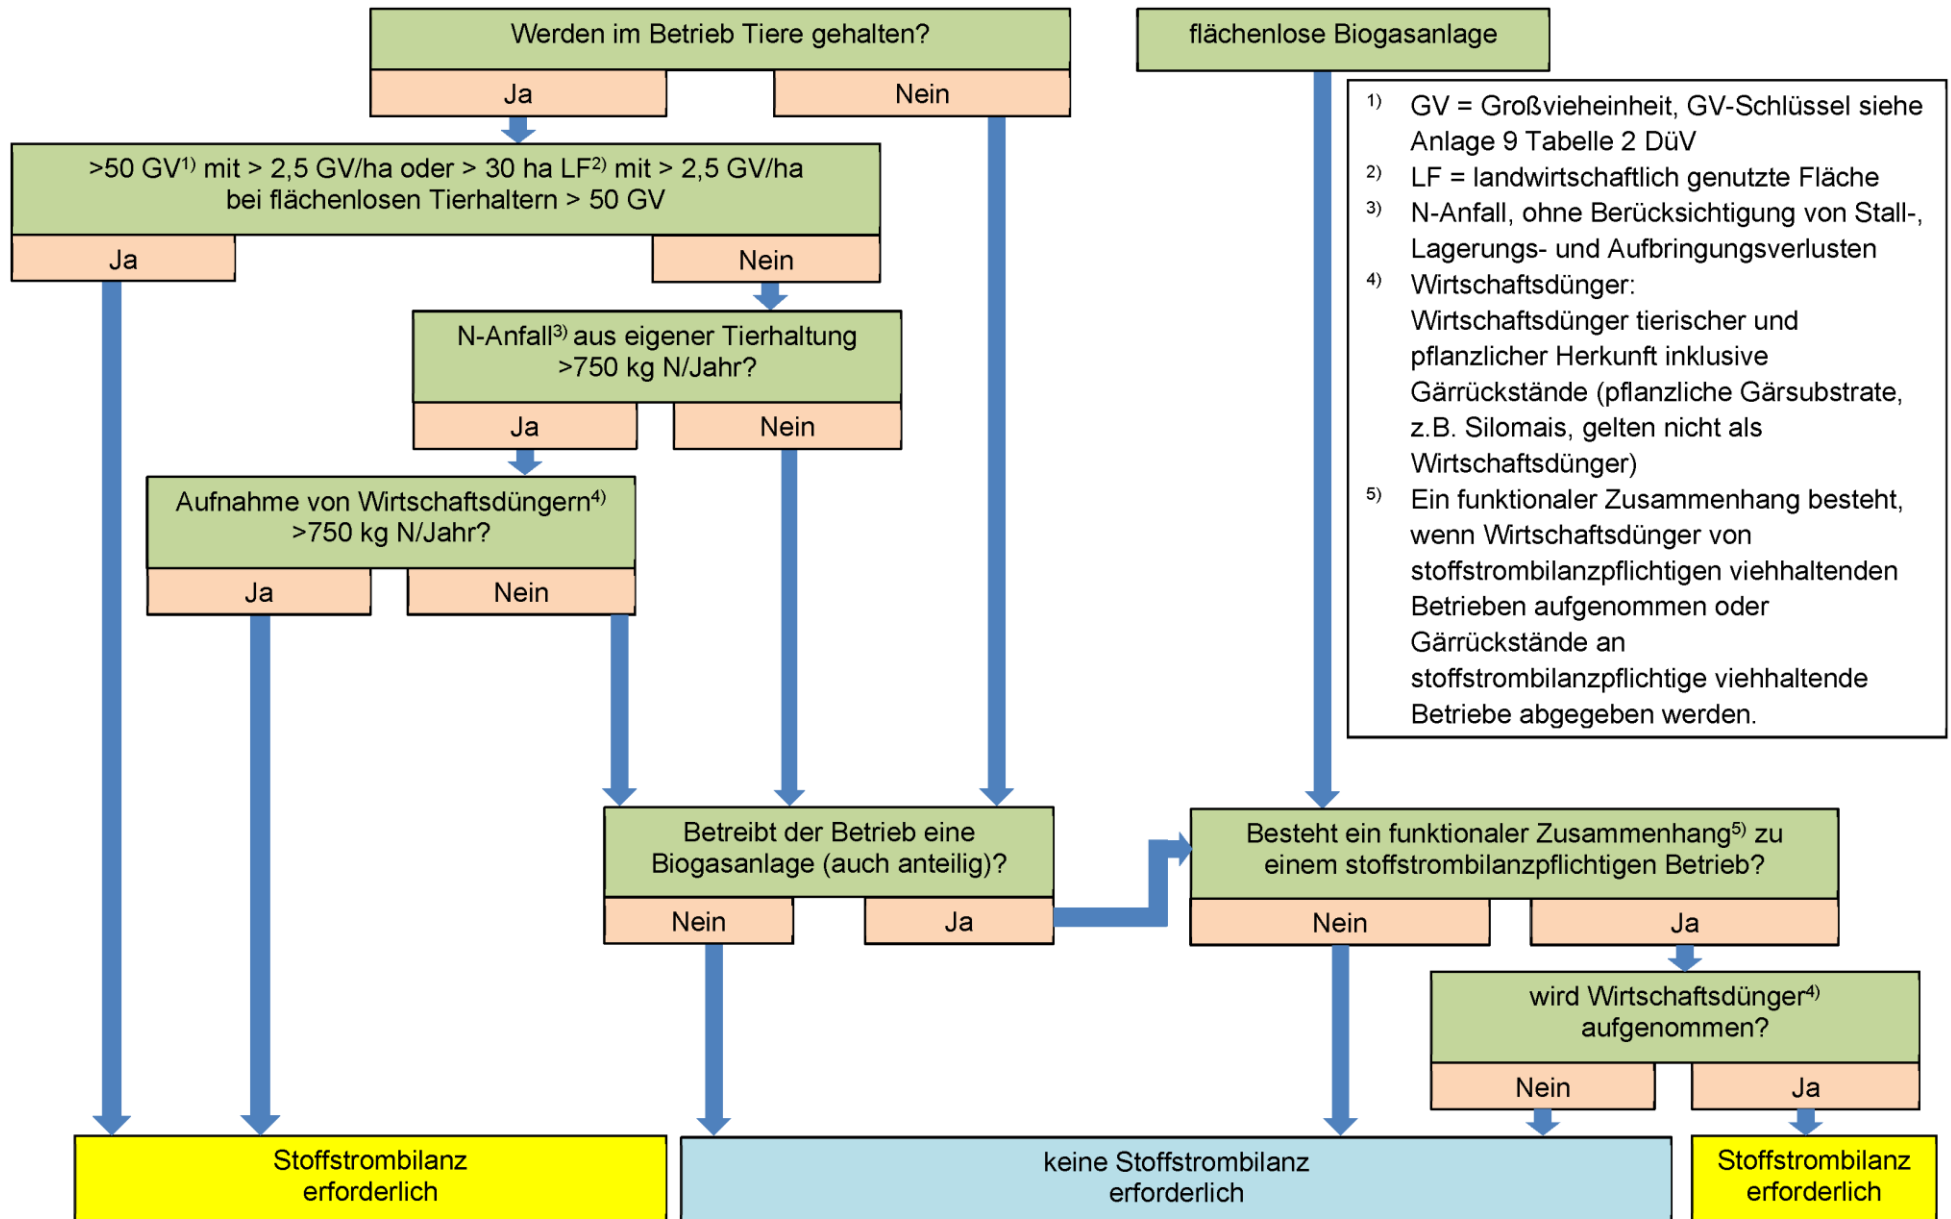 Werden im Betrieb Tiere gehalten?
Ja
Nein
flächenlose Biogasanlage
>50 GV1) mit > 2,5 GV/ha oder > 30 ha LF2) mit > 2,5 GV/ha
bei flächenlosen Tierhaltern > 50 GV
Ja
Nein
N-Anfall3) aus eigener Tierhaltung
>750 kg N/Jahr?
Ja
Nein
Aufnahme von Wirtschaftsdüngern4)
>750 kg N/Jahr?
Ja
Nein
1) GV = Großvieheinheit, GV-Schlüssel siehe
Anlage 9 Tabelle 2 DüV
2) LF = landwirtschaftlich genutzte Fläche
3) N-Anfall, ohne Berücksichtigung von Stall-,
Lagerungs- und Aufbringungsverlusten
4) Wirtschaftsdünger:
Wirtschaftsdünger tierischer und
pflanzlicher Herkunft inklusive
Gärrückstände (pflanzliche Gärsubstrate,
z.B. Silomais, gelten nicht als
Wirtschaftsdünger)
5) Ein funktionaler Zusammenhang besteht,
wenn Wirtschaftsdünger von
stoffstrombilanzpflichtigen viehhaltenden
Betrieben aufgenommen oder
Gärrückstände an
stoffstrombilanzpflichtige viehhaltende
Betriebe abgegeben werden.
Betreibt der Betrieb eine
Biogasanlage (auch anteilig)?
Nein
Ja
Besteht ein funktionaler Zusammenhang5) zu
einem stoffstrombilanzpflichtigen Betrieb?
Nein
Ja
wird Wirtschaftsdünger4)
aufgenommen?
Nein
Ja
Stoffstrombilanz
erforderlich
keine Stoffstrombilanz
erforderlich
Stoffstrombilanz
erforderlich